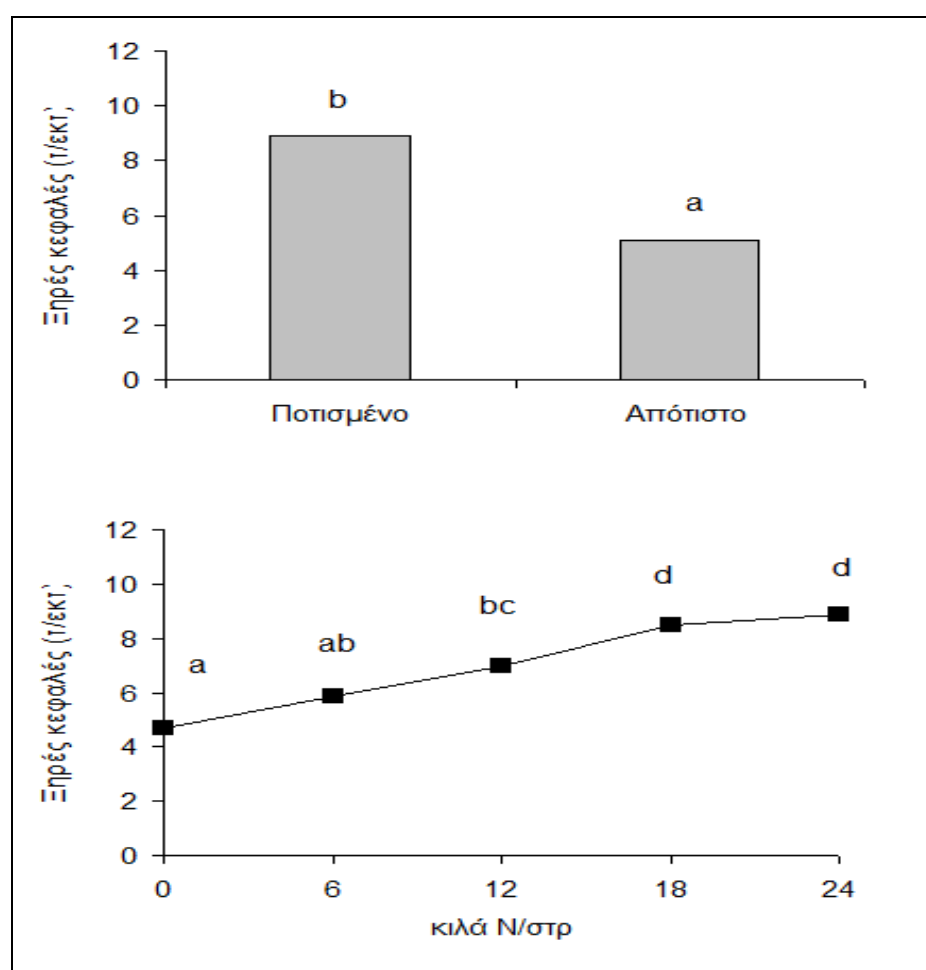 Ξηρές κεφαλές (τ/εκτ)
12
10
8
6
4
2
0
b
a
Ποτισμένο
Απότιστο
Ξηρές κεφαλές (τ/εκτ)
12
10
8
6
4
2
0
a
ab
bc
d
d
0 6 12 18 24
κιλά Ν/στρ